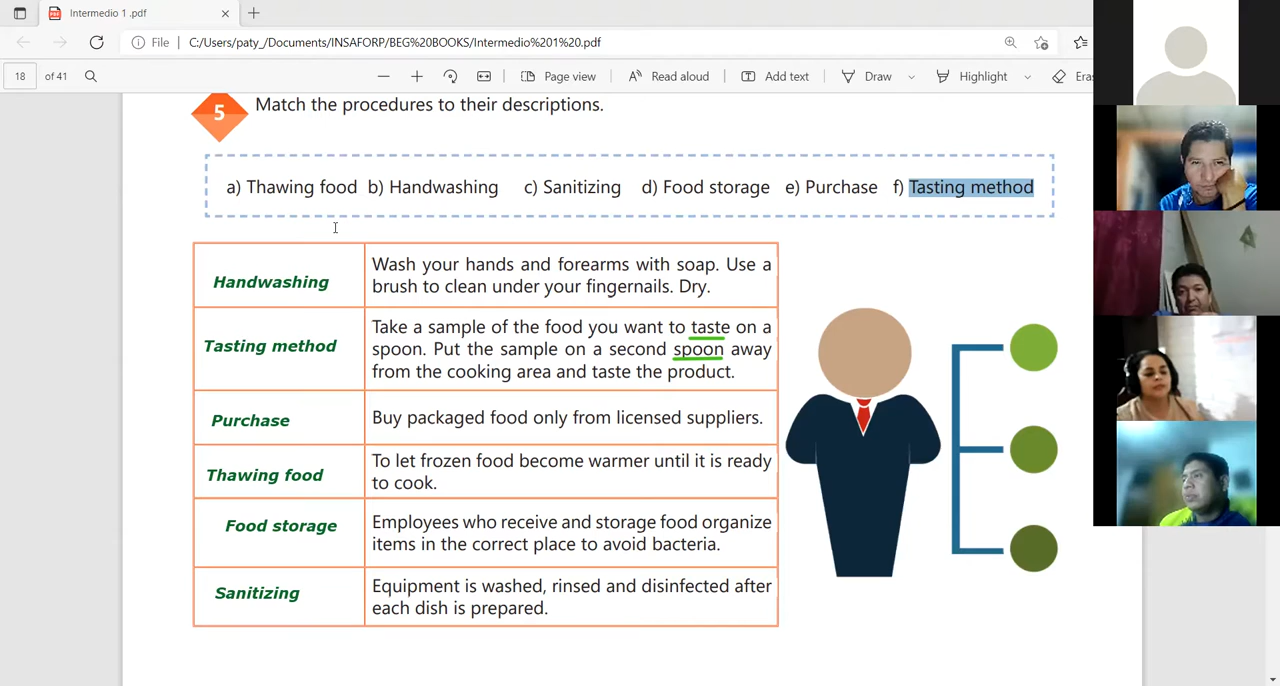 Intermedio 1 .pdf
File C:/Users/paty_/Documents/INSAFORP/BEG%20BOOKS/Intermedio%201%20.pdf
18 of 41 Page view Read aloud Add text Draw Highlight Eras
5 Match the procedures to their descriptions.
a) Thawing food b) Handwashing c) Sanitizing d) Food storage e) Purchase f) Tasting method
Handwashing
Wash your hands and forearms with soap. Use a
brush to clean under your fingernails. Dry.
Tasting method
Take a sample of the food you want to taste on a
spoon. Put the sample on a second spoon away
from the cooking area and taste the product.
Purchase
Buy packaged food only from licensed suppliers.
Thawing food
To let frozen food become warmer until it is ready
to cook.
Food storage
Employees who receive and storage food organize
items in the correct place to avoid bacteria.
Sanitizing
Equipment is washed, rinsed and disinfected after
each dish is prepared.